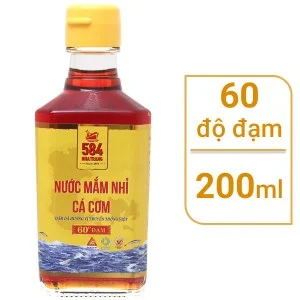 584
NHA TRANG
NƯỚC MẮM NHỈ
CÁ CƠM
60° ĐẠM
60
độ đạm
200ml